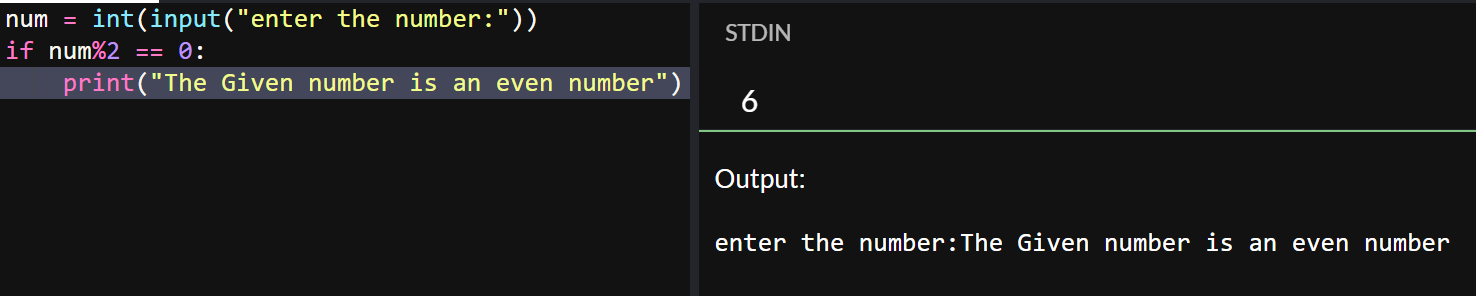 num = int(input("enter the number:"))
if num%2 == 0:
    print("The Given number is an even number")
STDIN
6
Output:
enter the number:The Given number is an even number